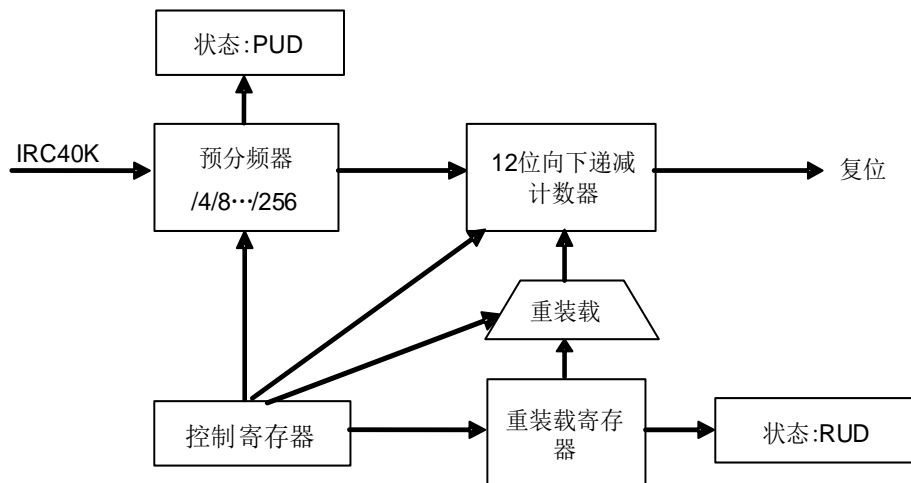 状态:PUD
IRC40K
预分频器
/4/8…/256
12位向下递减
计数器
复位
重装载
控制寄存器
重装载寄存
器
状态:RUD